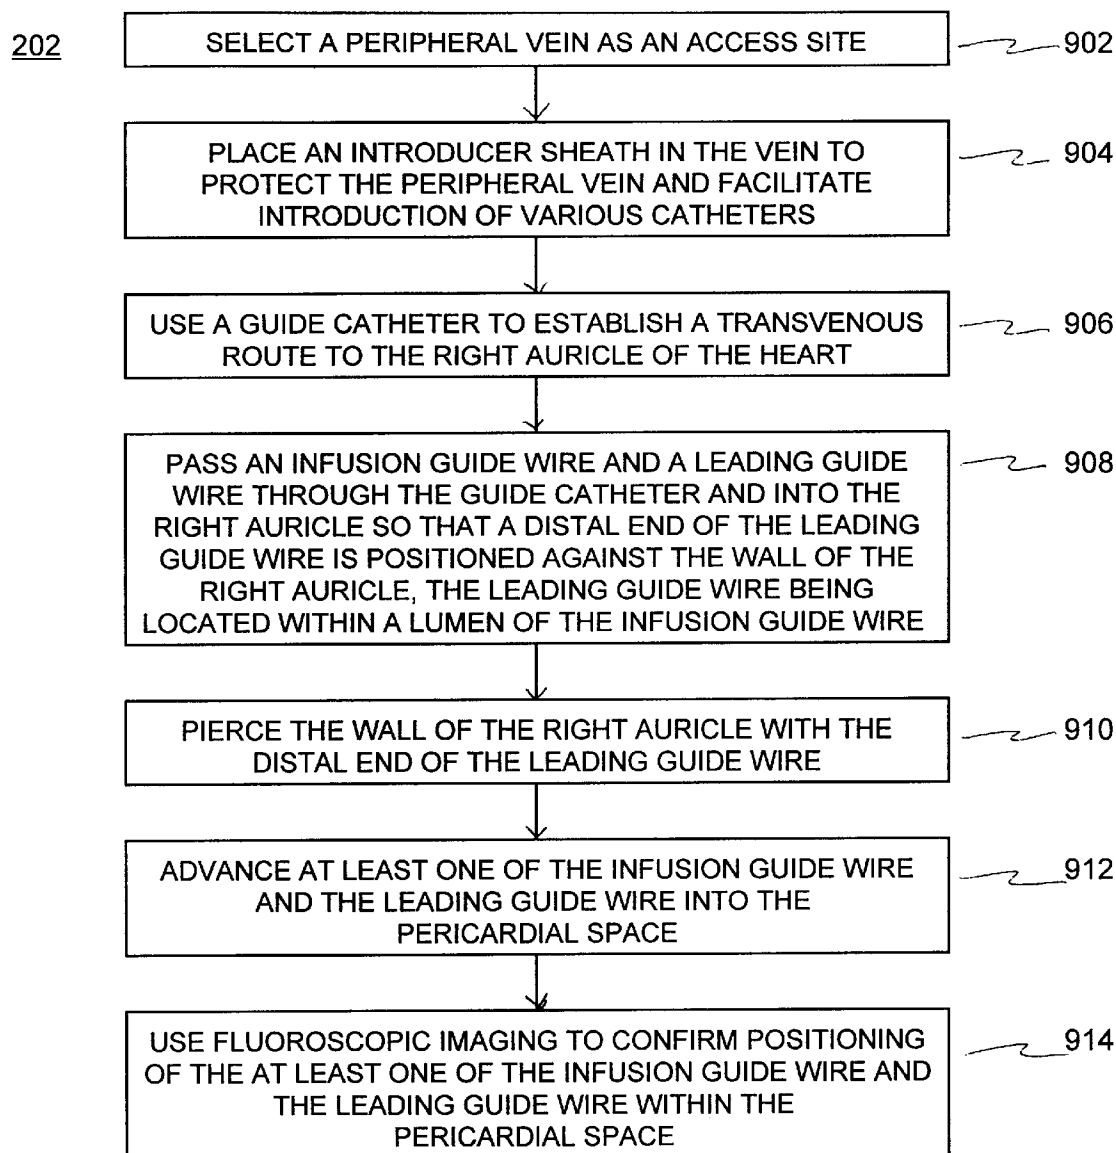 202
SELECT A PERIPHERAL VEIN AS AN ACCESS SITE
902
PLACE AN INTRODUCER SHEATH IN THE VEIN TO
PROTECT THE PERIPHERAL VEIN AND FACILITATE
INTRODUCTION OF VARIOUS CATHETERS
904
USE A GUIDE CATHETER TO ESTABLISH A TRANSVENOUS
ROUTE TO THE RIGHT AURICLE OF THE HEART
906
PASS AN INFUSION GUIDE WIRE AND A LEADING GUIDE
WIRE THROUGH THE GUIDE CATHETER AND INTO THE
RIGHT AURICLE SO THAT A DISTAL END OF THE LEADING
GUIDE WIRE IS POSITIONED AGAINST THE WALL OF THE
RIGHT AURICLE, THE LEADING GUIDE WIRE BEING
LOCATED WITHIN A LUMEN OF THE INFUSION GUIDE WIRE
908
PIERCE THE WALL OF THE RIGHT AURICLE WITH THE
DISTAL END OF THE LEADING GUIDE WIRE
910
ADVANCE AT LEAST ONE OF THE INFUSION GUIDE WIRE
AND THE LEADING GUIDE WIRE INTO THE
PERICARDIAL SPACE
912
USE FLUOROSCOPIC IMAGING TO CONFIRM POSITIONING
OF THE AT LEAST ONE OF THE INFUSION GUIDE WIRE AND
THE LEADING GUIDE WIRE WITHIN THE
PERICARDIAL SPACE
914